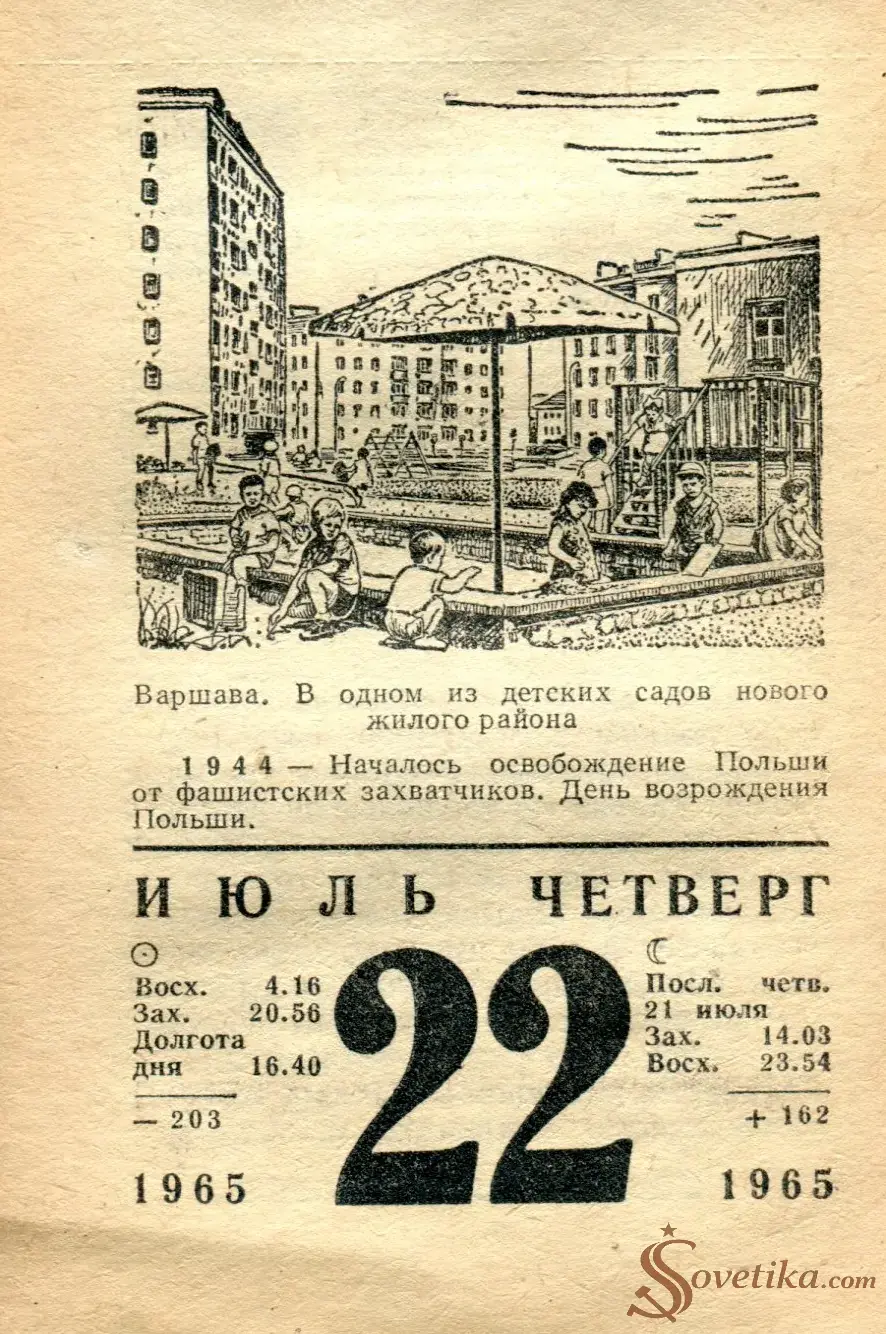 Варшава. В одном из детских садов нового
жилого района
1944 — Началось освобождение Польши
от фашистских захватчиков. День возрождения
Польши.
ИЮЛЬ ЧЕТВЕРГ
Восх. 4.16
Зах. 20.56
Долгота
дня 16.40
— 203
1965
22
Посл. четв.
21 июля
Зах. 14.03
Восх. 23.54
+ 162
1965
Sovetika.com